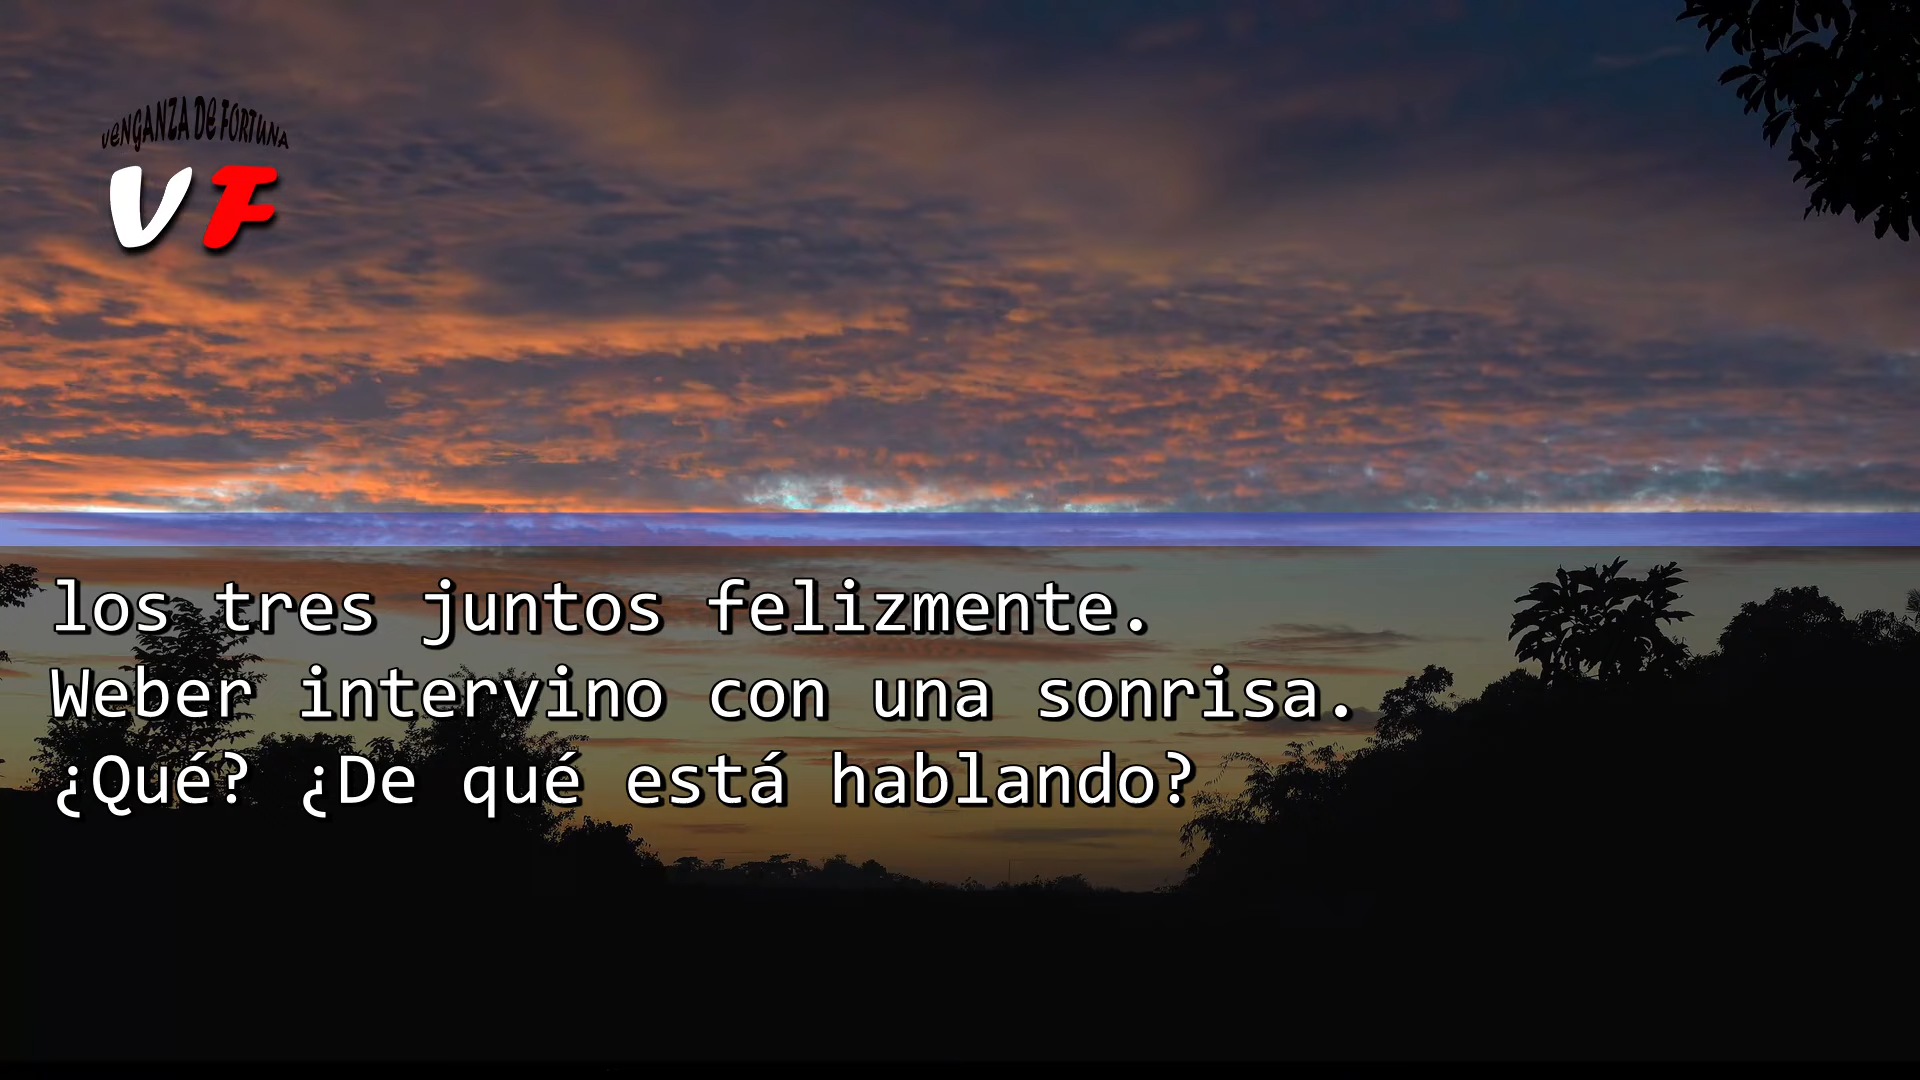 VENGANZA DE FORTUNA
VF
los tres juntos felizmente.
Weber intervino con una sonrisa.
¿Qué? ¿De qué está hablando?